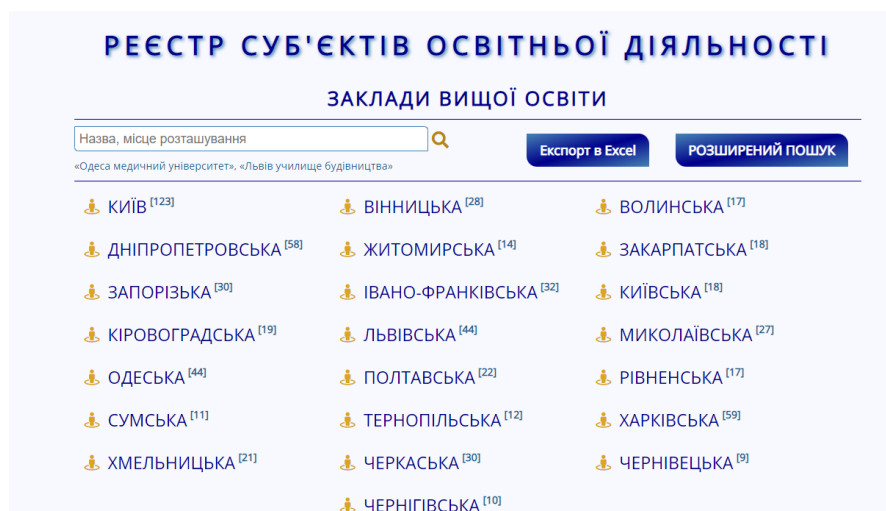 РЕЄСТР СУБ'ЄКТІВ ОСВІТНЬОЇ ДІЯЛЬНОСТІ
ЗАКЛАДИ ВИЩОЇ ОСВІТИ
Назва, місце розташування
Експорт в Excel
РОЗШИРЕНИЙ ПОШУК
«Одеса медичний університет», «Львів училище будівництва»
КИЇВ [123] ВІННИЦЬКА [28] ВОЛИНСЬКА [17]
ДНІПРОПЕТРОВСЬКА [58] ЖИТОМИРСЬКА [14] ЗАКАРПАТСЬКА [18]
ЗАПОРІЗЬКА [30] ІВАНО-ФРАНКІВСЬКА [32] КИЇВСЬКА [18]
КІРОВОГРАДСЬКА [19] ЛЬВІВСЬКА [44] МИКОЛАЇВСЬКА [27]
ОДЕСЬКА [44] ПОЛТАВСЬКА [22] РІВНЕНСЬКА [17]
СУМСЬКА [11] ТЕРНОПІЛЬСЬКА [12] ХАРКІВСЬКА [59]
ХМЕЛЬНИЦЬКА [21] ЧЕРКАСЬКА [30] ЧЕРНІВЕЦЬКА [9]
ЧЕРНІГІВСЬКА [10]